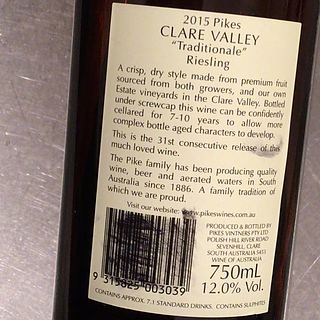 2015 Pikes
CLARE VALLEY
"Traditionale"
Riesling
A crisp, dry style made from premium fruit
sourced from both growers, and our own
Estate vineyards in the Clare Valley. Bottled
under screwcap this wine can be confidently
cellared for 7-10 years to allow more
complex bottle aged characters to develop.
This is the 31st consecutive release of this
much loved wine.
The Pike family has been producing quality
wine, beer and aerated waters in South
Australia since 1886. A family tradition of
which we are proud.
Visit our website: www.pikeswines.com.au
PRODUCED & BOTTLED BY
PIKES VINTNERS PTY LTD
POLISH HILL RIVER ROAD
SEVENHILL, CLARE
SOUTH AUSTRALIA 5453
WINE OF AUSTRALIA
750mL
12.0% Vol.
9 315825 003039
CONTAINS APPROX. 7.1 STANDARD DRINKS. CONTAINS SULPHITES